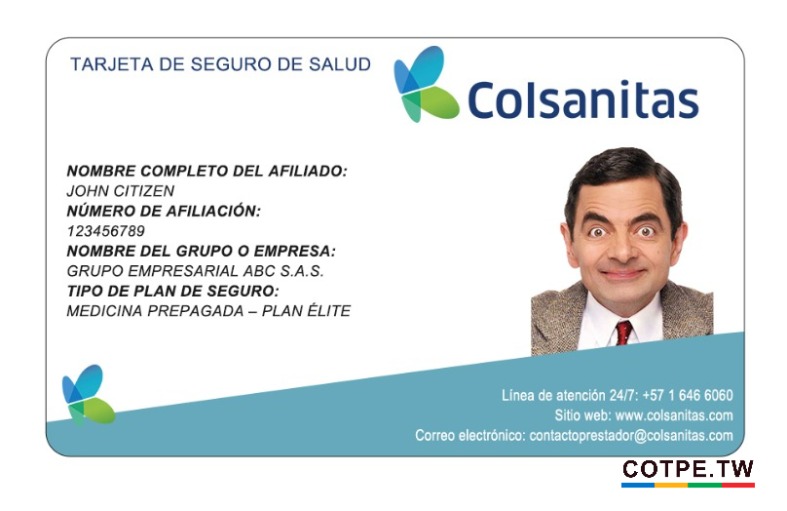 TARJETA DE SEGURO DE SALUD
Colsanitas
NOMBRE COMPLETO DEL AFILIADO:
JOHN CITIZEN
NÚMERO DE AFILIACIÓN:
123456789
NOMBRE DEL GRUPO O EMPRESA:
GRUPO EMPRESARIAL ABC S.A.S.
TIPO DE PLAN DE SEGURO:
MEDICINA PREPAGADA – PLAN ÉLITE
Línea de atención 24/7: +57 1 646 6060
Sitio web: www.colsanitas.com
Correo electrónico: contactoprestador@colsanitas.com
COTPE.TW